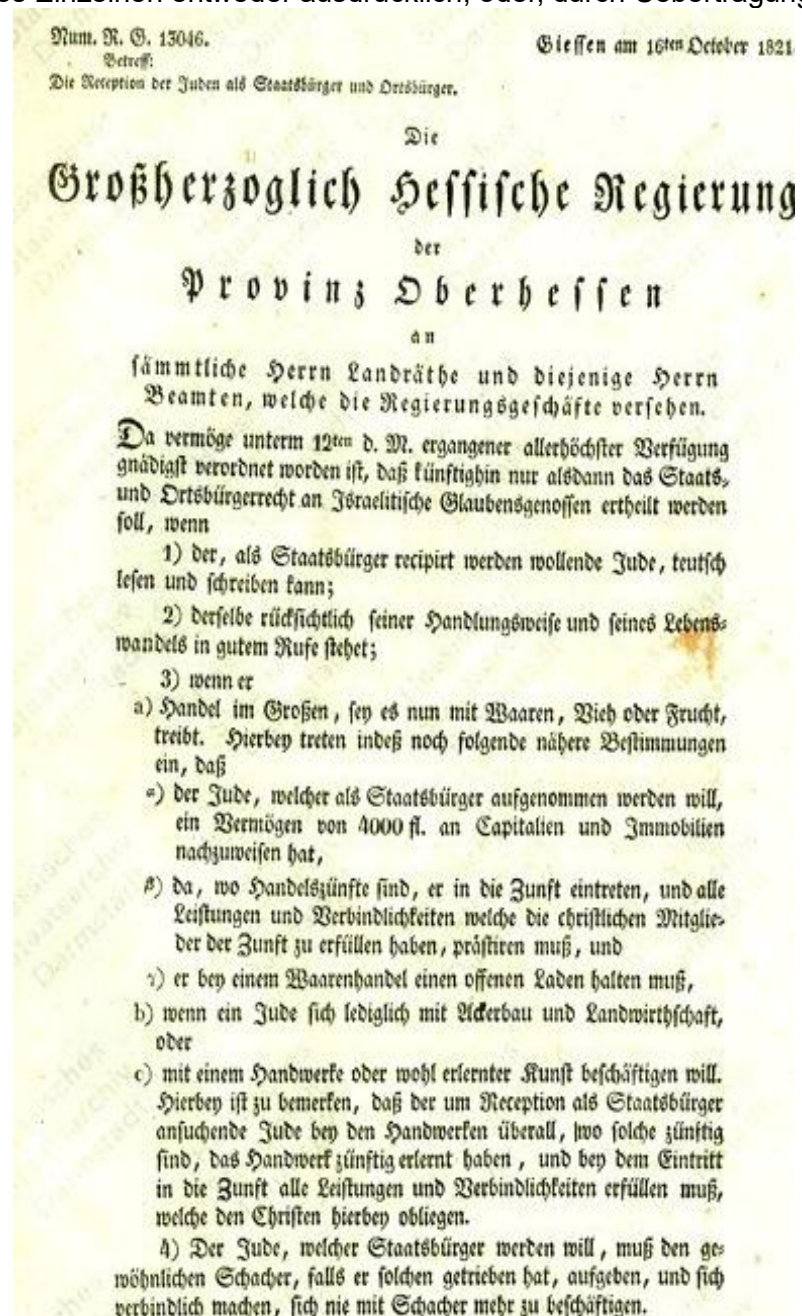 es Einzelnen entweder ausdrücklich, oder, durch Uebertragung
Num. R. G. 13046.
Giessen am 16ten October 1821
Betreff:
Die Reception der Juden als Staatsbürger und Ortsbürger.
Die
Großherzoglich Hessische Regierung
der
Provinz Oberhessen
an
sämmtliche Herrn Landräthe und diejenige Herrn
Beamten, welche die Regierungsgeschäfte versehen.
Da vermöge unterm 12ten d. M. ergangener allerhöchster Verfügung
gnädigst verordnet worden ist, daß künftighin nur alsdann das Staats-
und Ortsbürgerrecht an Israelitische Glaubensgenossen ertheilt werden
soll, wenn
1) der, als Staatsbürger recipirt werden wollende Jude, teutsch
lesen und schreiben kann;
2) derselbe rücksichtlich seiner Handlungsweise und seines Lebens-
wandels in gutem Rufe stehet;
3) wenn er
a) Handel im Großen, sey es nun mit Waaren, Vieh oder Frucht,
treibt. Hierbey treten indeß noch folgende nähere Bestimmungen
ein, daß
α) der Jude, welcher als Staatsbürger aufgenommen werden will,
ein Vermögen von 4000 fl. an Capitalien und Immobilien
nachzuweisen hat,
β) da, wo Handelszünfte sind, er in die Zunft eintreten, und alle
Leistungen und Verbindlichkeiten welche die christlichen Mitglie-
der der Zunft zu erfüllen haben, prästiren muß, und
γ) er bey einem Waarenhandel einen offenen Laden halten muß,
b) wenn ein Jude sich lediglich mit Ackerbau und Landwirthschaft,
oder
c) mit einem Handwerke oder wohl erlernter Kunst beschäftigen will.
Hierbey ist zu bemerken, daß der um Reception als Staatsbürger
ansuchende Jude bey den Handwerken überall, wo solche zünftig
sind, das Handwerk zünftig erlernt haben, und bey dem Eintritt
in die Zunft alle Leistungen und Verbindlichkeiten erfüllen muß,
welche den Christen hierbey obliegen.
4) Der Jude, welcher Staatsbürger werden will, muß den ge-
wöhnlichen Schacher, falls er solchen getrieben hat, aufgeben, und sich
verbindlich machen, sich nie mit Schacher mehr zu beschäftigen.